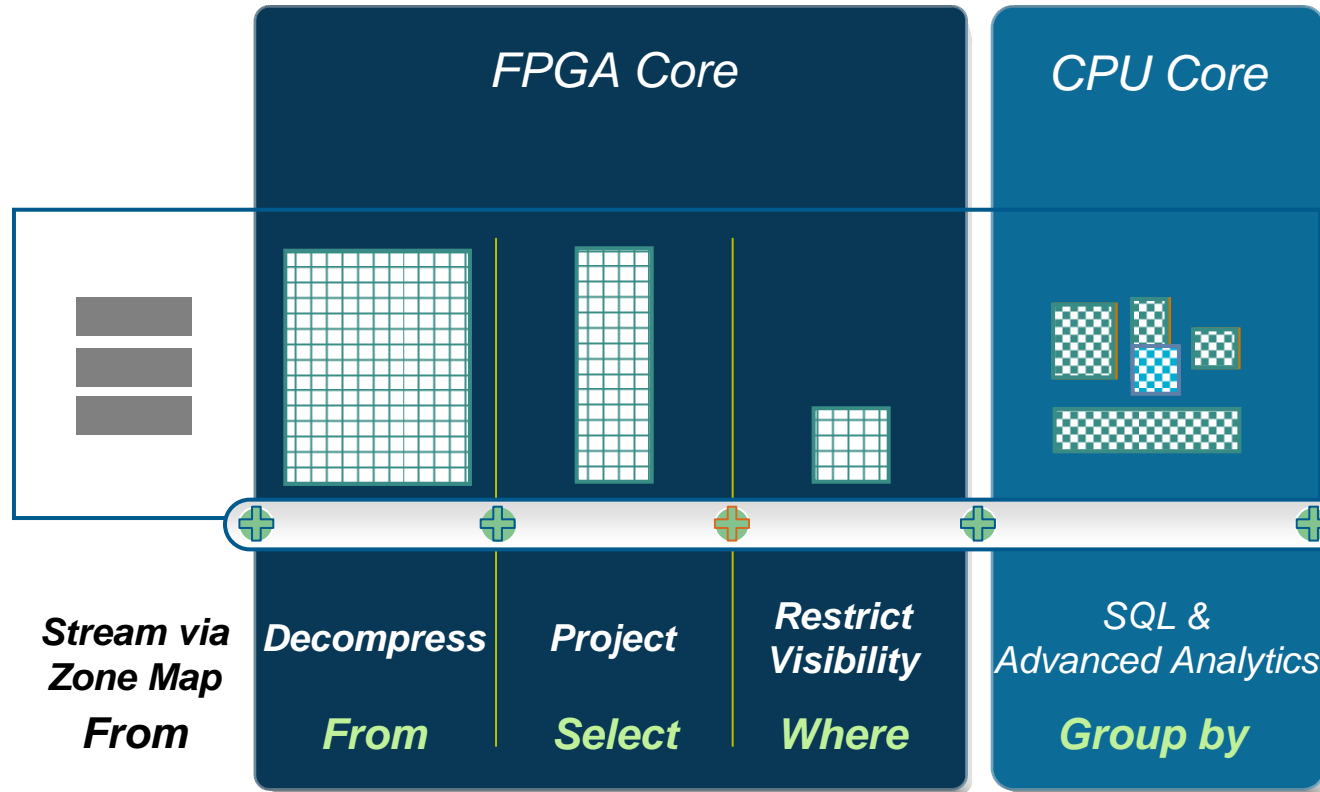 FPGA Core
CPU Core
Stream via
Zone Map
From
Decompress
From
Project
Select
Restrict
Visibility
Where
SQL &
Advanced Analytics
Group by